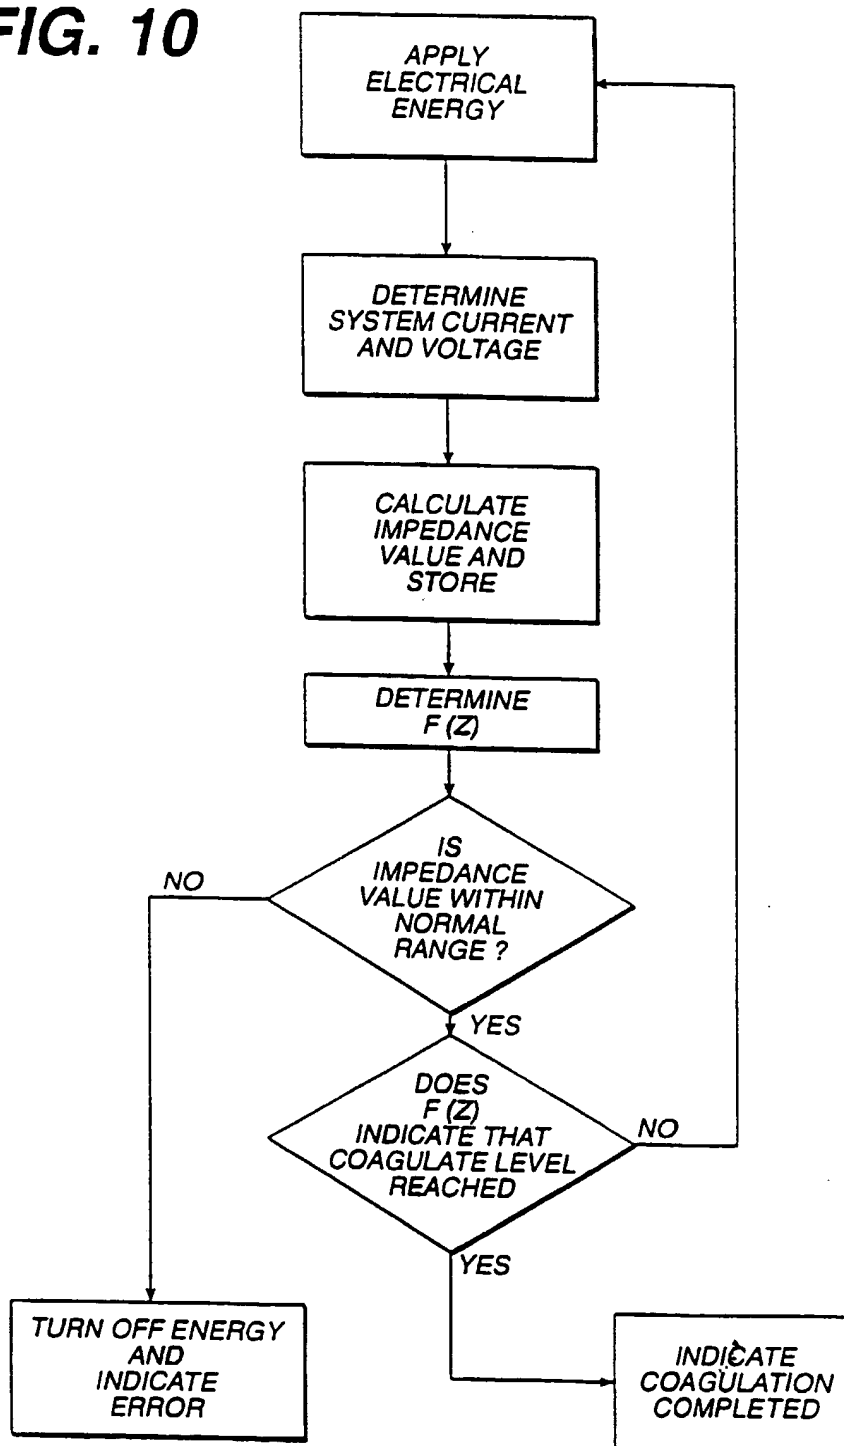 FIG. 10
APPLY
ELECTRICAL
ENERGY
DETERMINE
SYSTEM CURRENT
AND VOLTAGE
CALCULATE
IMPEDANCE
VALUE AND
STORE
DETERMINE
F (Z)
IS
IMPEDANCE
VALUE WITHIN
NORMAL
RANGE ?
NO
YES
DOES
F (Z)
INDICATE THAT
COAGULATE LEVEL
REACHED
NO
YES
TURN OFF ENERGY
AND
INDICATE
ERROR
INDICATE
COAGULATION
COMPLETED